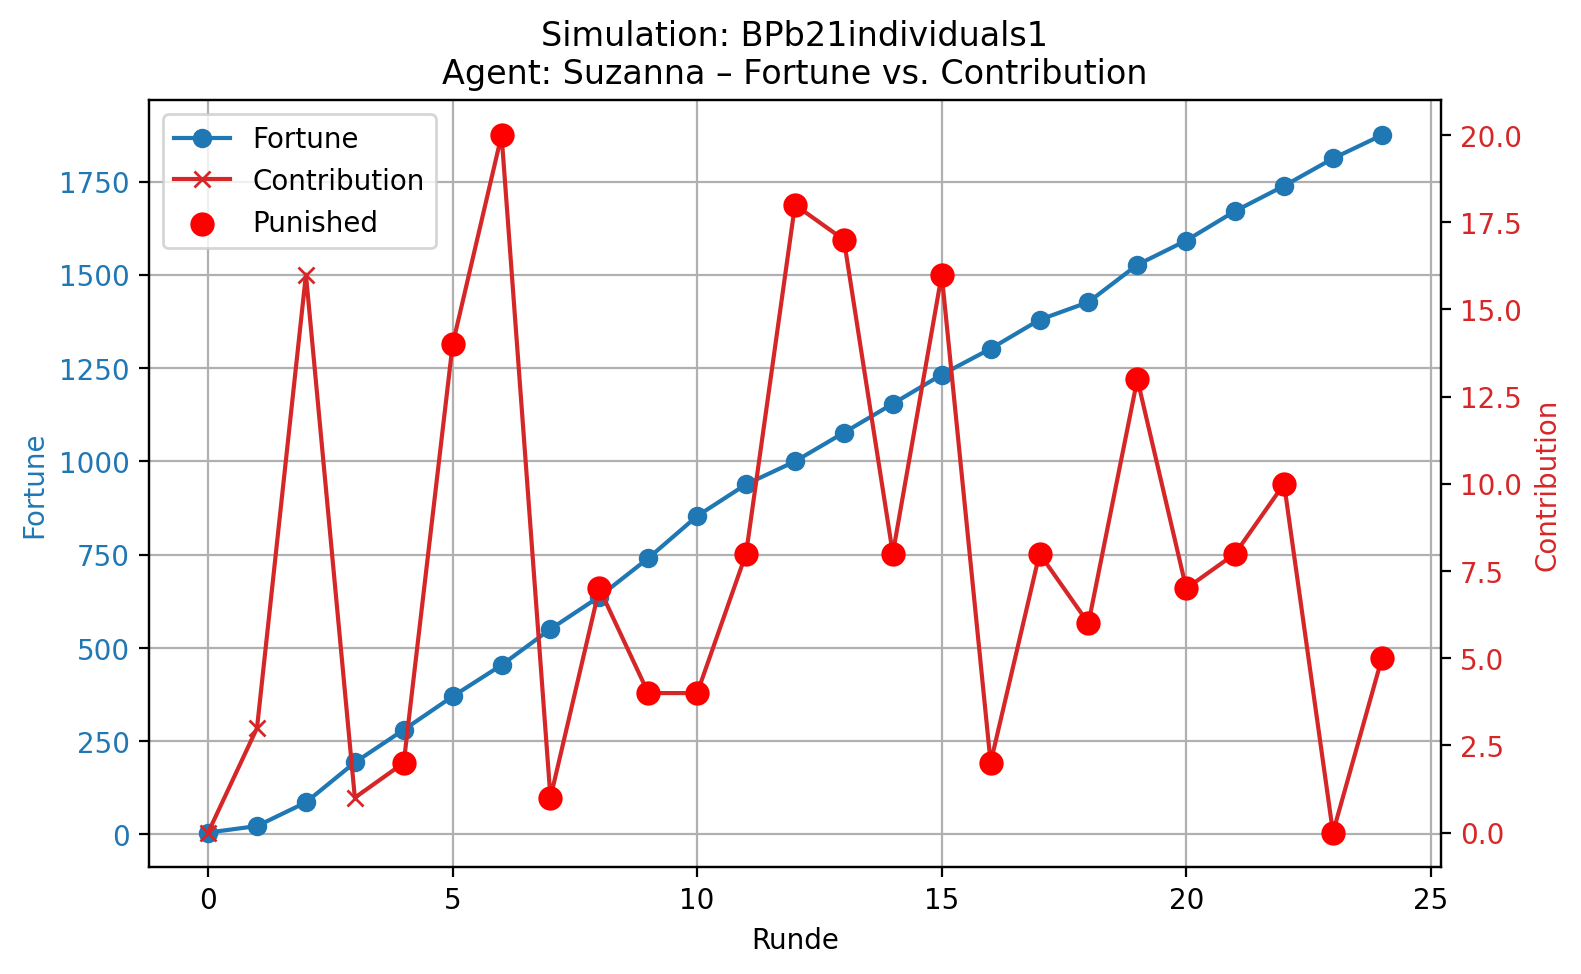 Simulation: BPb21individuals1
Agent: Suzanna – Fortune vs. Contribution
Fortune
Contribution
Punished
1750
1500
1250
1000
750
500
250
0
Fortune
20.0
17.5
15.0
12.5
10.0
7.5
5.0
2.5
0.0
Contribution
0 5 10 15 20 25
Runde